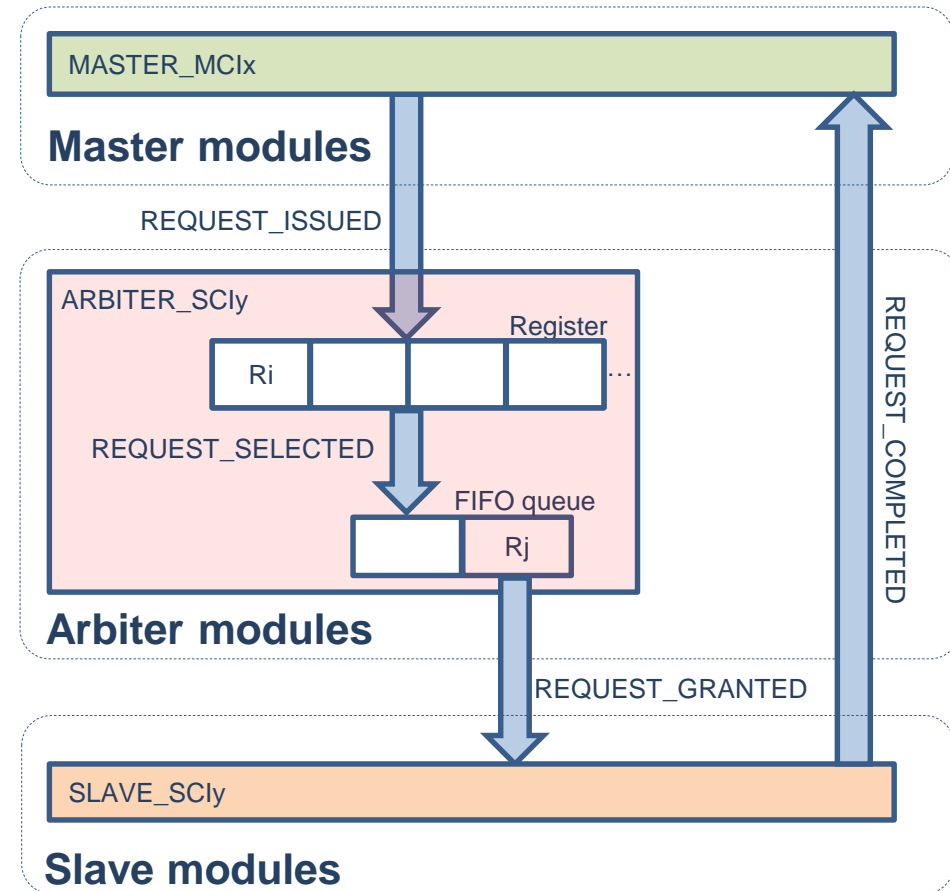 MASTER_MCIx
Master modules
REQUEST_ISSUED
ARBITER_SCIy
Register
Ri
...
REQUEST_SELECTED
FIFO queue
Rj
Arbiter modules
REQUEST_COMPLETED
REQUEST_GRANTED
SLAVE_SCIy
Slave modules